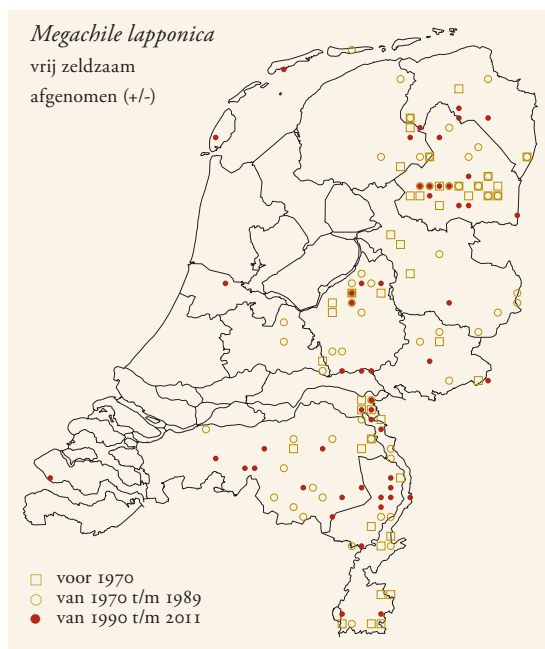 Megachile lapponica
vrij zeldzaam
afgenomen (+/-)
voor 1970
van 1970 t/m 1989
van 1990 t/m 2011